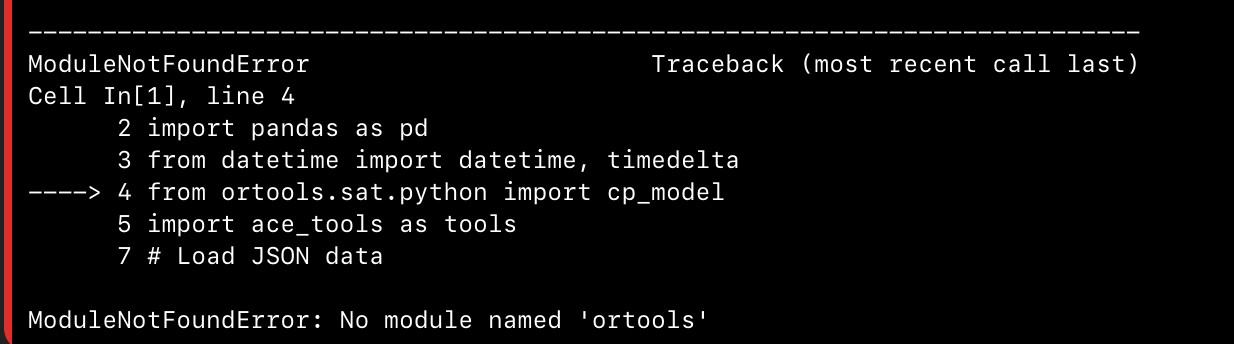 ---------------------------------------------------------------------------
ModuleNotFoundError                       Traceback (most recent call last)
Cell In[1], line 4
      2 import pandas as pd
      3 from datetime import datetime, timedelta
----> 4 from ortools.sat.python import cp_model
      5 import ace_tools as tools
      7 # Load JSON data

ModuleNotFoundError: No module named 'ortools'